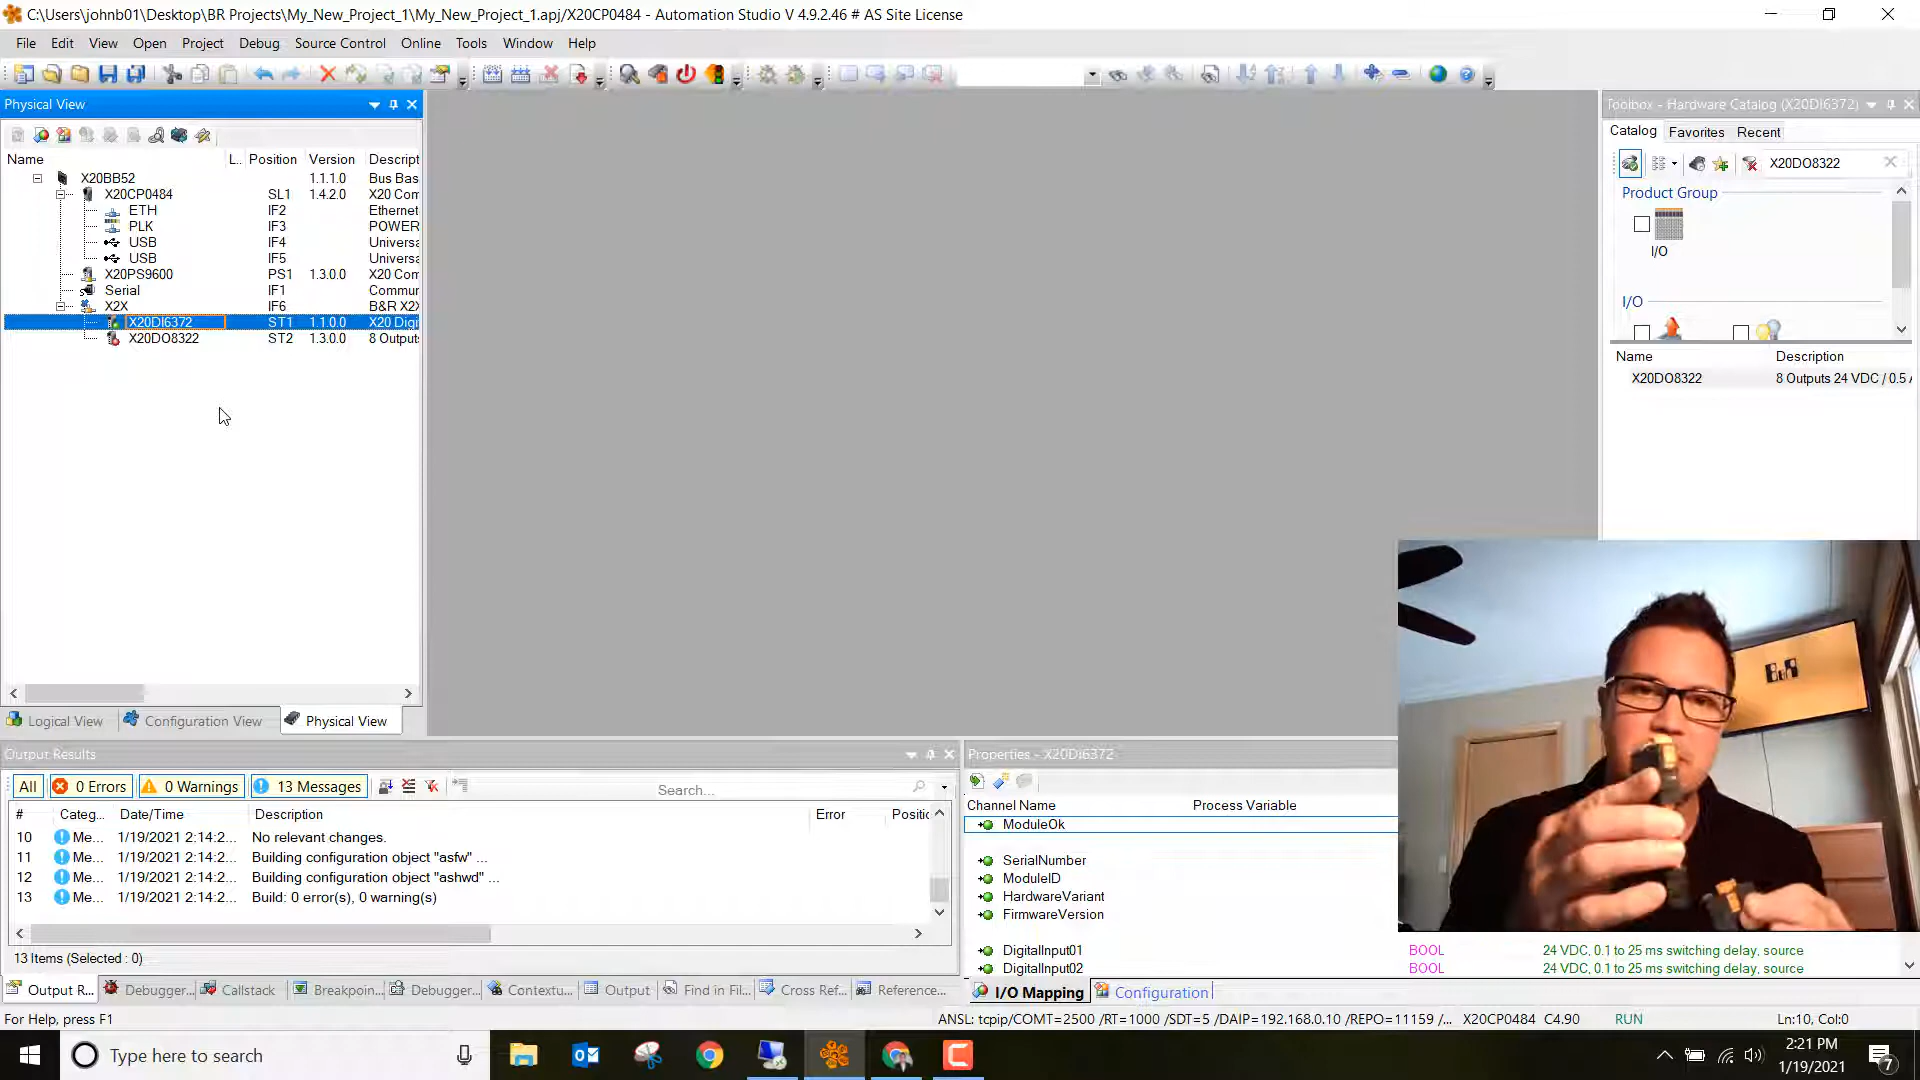 C:\Users\johnb01\Desktop\BR Projects\My_New_Project_1\My_New_Project_1.apj/X20CP0484 - Automation Studio V 4.9.2.46 # AS Site License
File Edit View Open Project Debug Source Control Online Tools Window Help
Physical View
Name L.. Position Version Descript
X20BB52 1.1.1.0 Bus Bas
X20CP0484 SL1 1.4.2.0 X20 Com
ETH IF2 Ethernet
PLK IF3 POWER
USB IF4 Universa
USB IF5 Universa
X20PS9600 PS1 1.3.0.0 X20 Com
Serial IF1 Commur
X2X IF6 B&R X2X
X20DI6372 ST1 1.1.0.0 X20 Digi
X20DO8322 ST2 1.3.0.0 8 Outputs
Logical View Configuration View Physical View
Toolbox - Hardware Catalog (X20DI6372)
Catalog Favorites Recent
X20DO8322
Product Group
I/O
I/O
Name Description
X20DO8322 8 Outputs 24 VDC / 0.5 A
Output Results
All 0 Errors 0 Warnings 13 Messages Search...
# Categ... Date/Time Description Error Positic
10 Me... 1/19/2021 2:14:2... No relevant changes.
11 Me... 1/19/2021 2:14:2... Building configuration object "asfw" ...
12 Me... 1/19/2021 2:14:2... Building configuration object "ashwd" ...
13 Me... 1/19/2021 2:14:2... Build: 0 error(s), 0 warning(s)
13 Items (Selected : 0)
Output R... Debugger... Callstack Breakpoin... Debugger... Contextu... Output Find in Fil... Cross Ref... Reference...
Properties - X20DI6372
Channel Name Process Variable
ModuleOk
SerialNumber
ModuleID
HardwareVariant
FirmwareVersion
DigitalInput01 BOOL 24 VDC, 0.1 to 25 ms switching delay, source
DigitalInput02 BOOL 24 VDC, 0.1 to 25 ms switching delay, source
I/O Mapping Configuration
For Help, press F1 ANSL: tcpip/COMT=2500 /RT=1000 /SDT=5 /DAIP=192.168.0.10 /REPO=11159 /... X20CP0484 C4.90 RUN Ln:10, Col:0
Type here to search
2:21 PM
1/19/2021
7